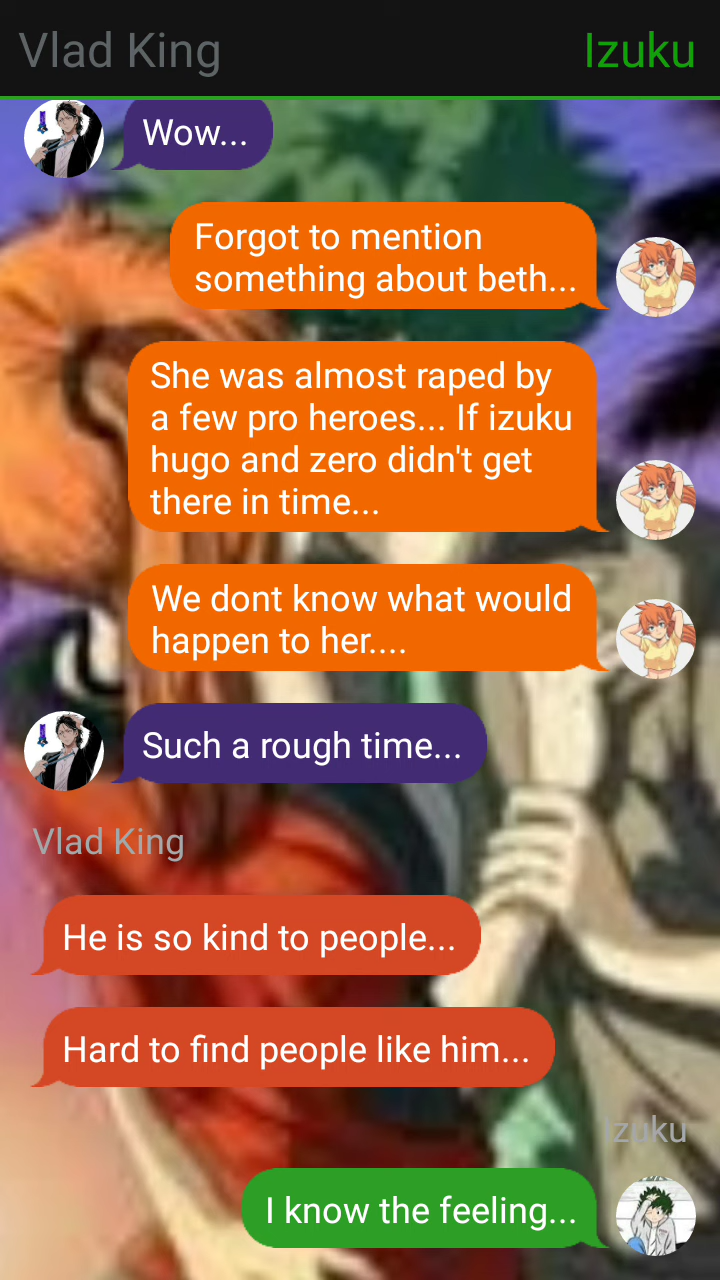 Vlad King
Izuku
Wow...
Forgot to mention
something about beth...
She was almost raped by
a few pro heroes... If izuku
hugo and zero didn't get
there in time...
We dont know what would
happen to her....
Such a rough time...
Vlad King
He is so kind to people...
Hard to find people like him...
Izuku
I know the feeling...